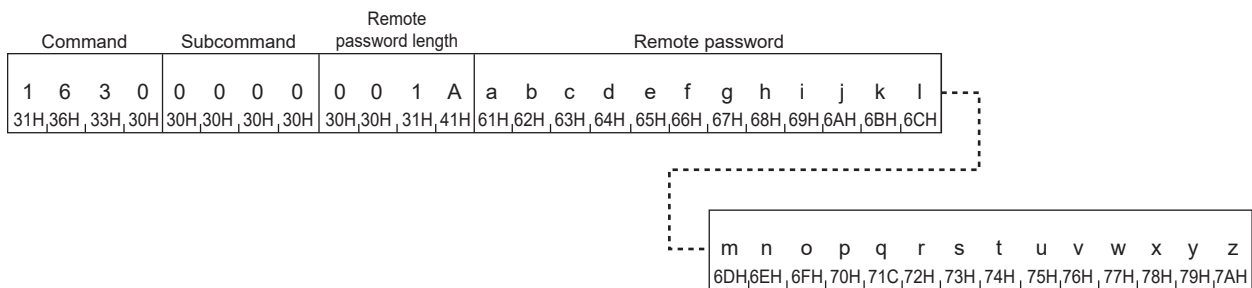 Command Subcommand Remote password length Remote password
1 6 3 0 0 0 0 0 0 0 1 A a b c d e f g h i j k l
31H 36H 33H 30H 30H 30H 30H 30H 30H 30H 31H 41H 61H 62H 63H 64H 65H 66H 67H 68H 69H 6AH 6BH 6CH
m n o p q r s t u v w x y z
6DH 6EH 6FH 70H 71C 72H 73H 74H 75H 76H 77H 78H 79H 7AH